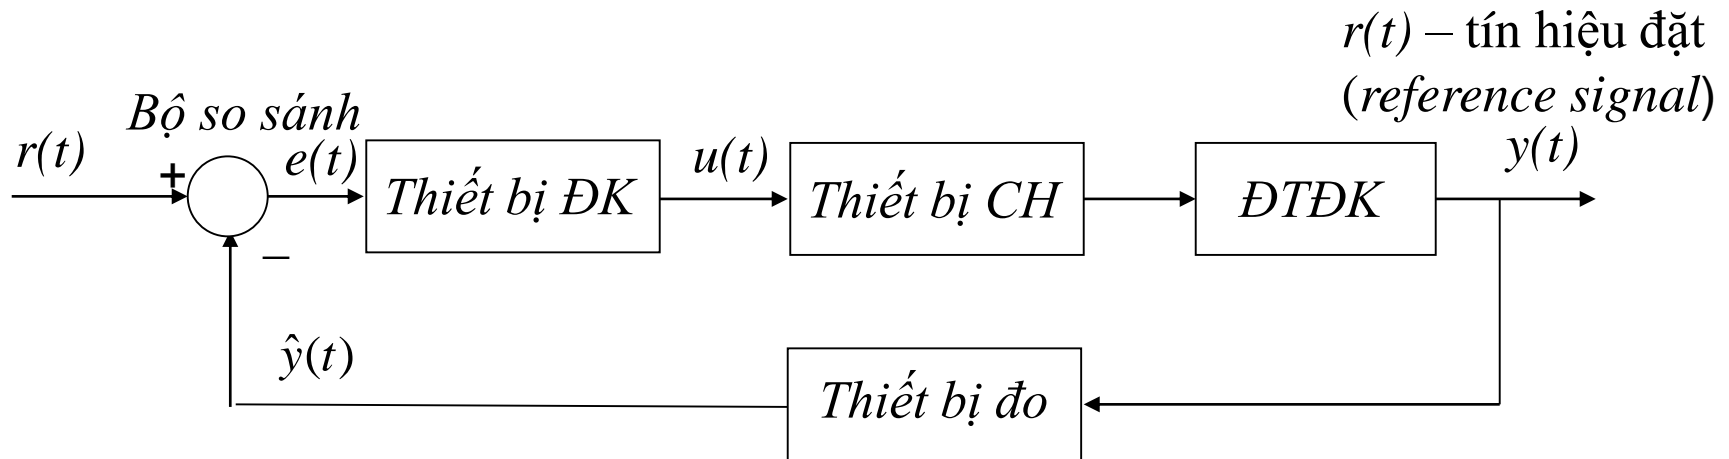 r(t) – tín hiệu đặt
(reference signal)
Bộ so sánh
r(t)
+
e(t)
Thiết bị ĐK
u(t)
Thiết bị CH
ĐTĐK
y(t)
–
ŷ(t)
Thiết bị đo